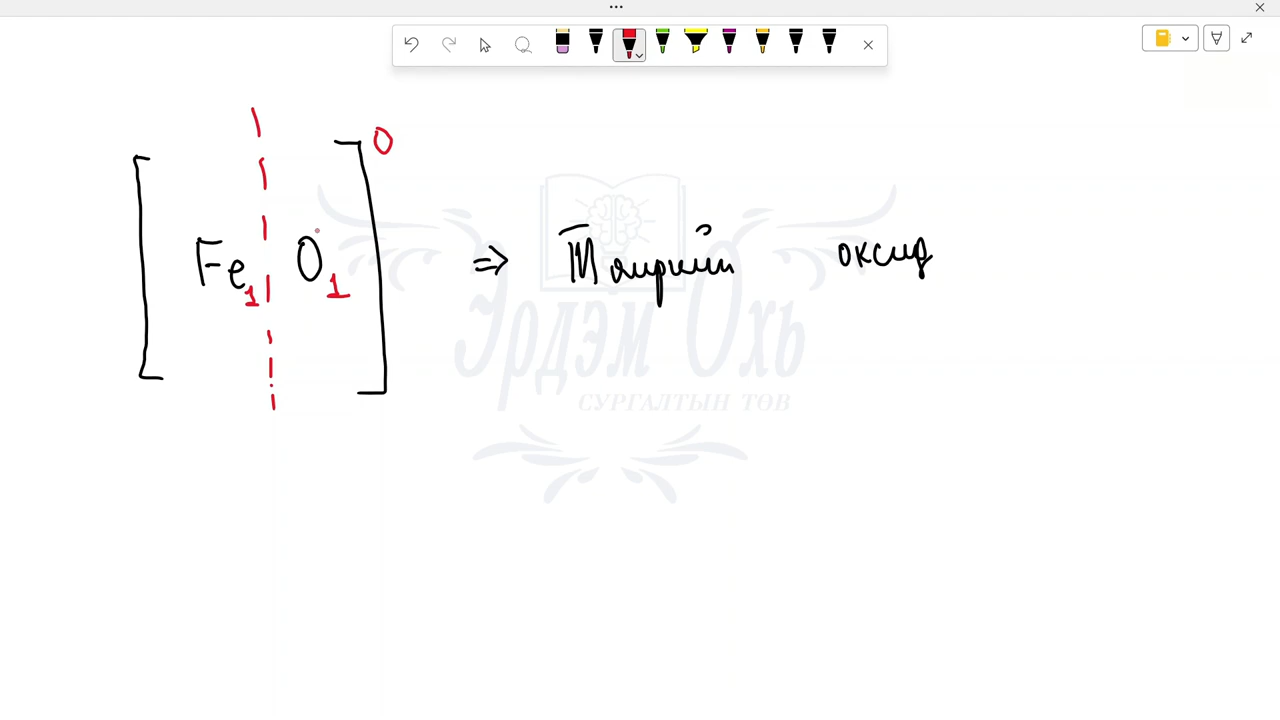 [Fe₁ O₁]⁰ ⇒ Төмрийн оксид
Эрдэм Охь
СУРГАЛТЫН ТӨВ